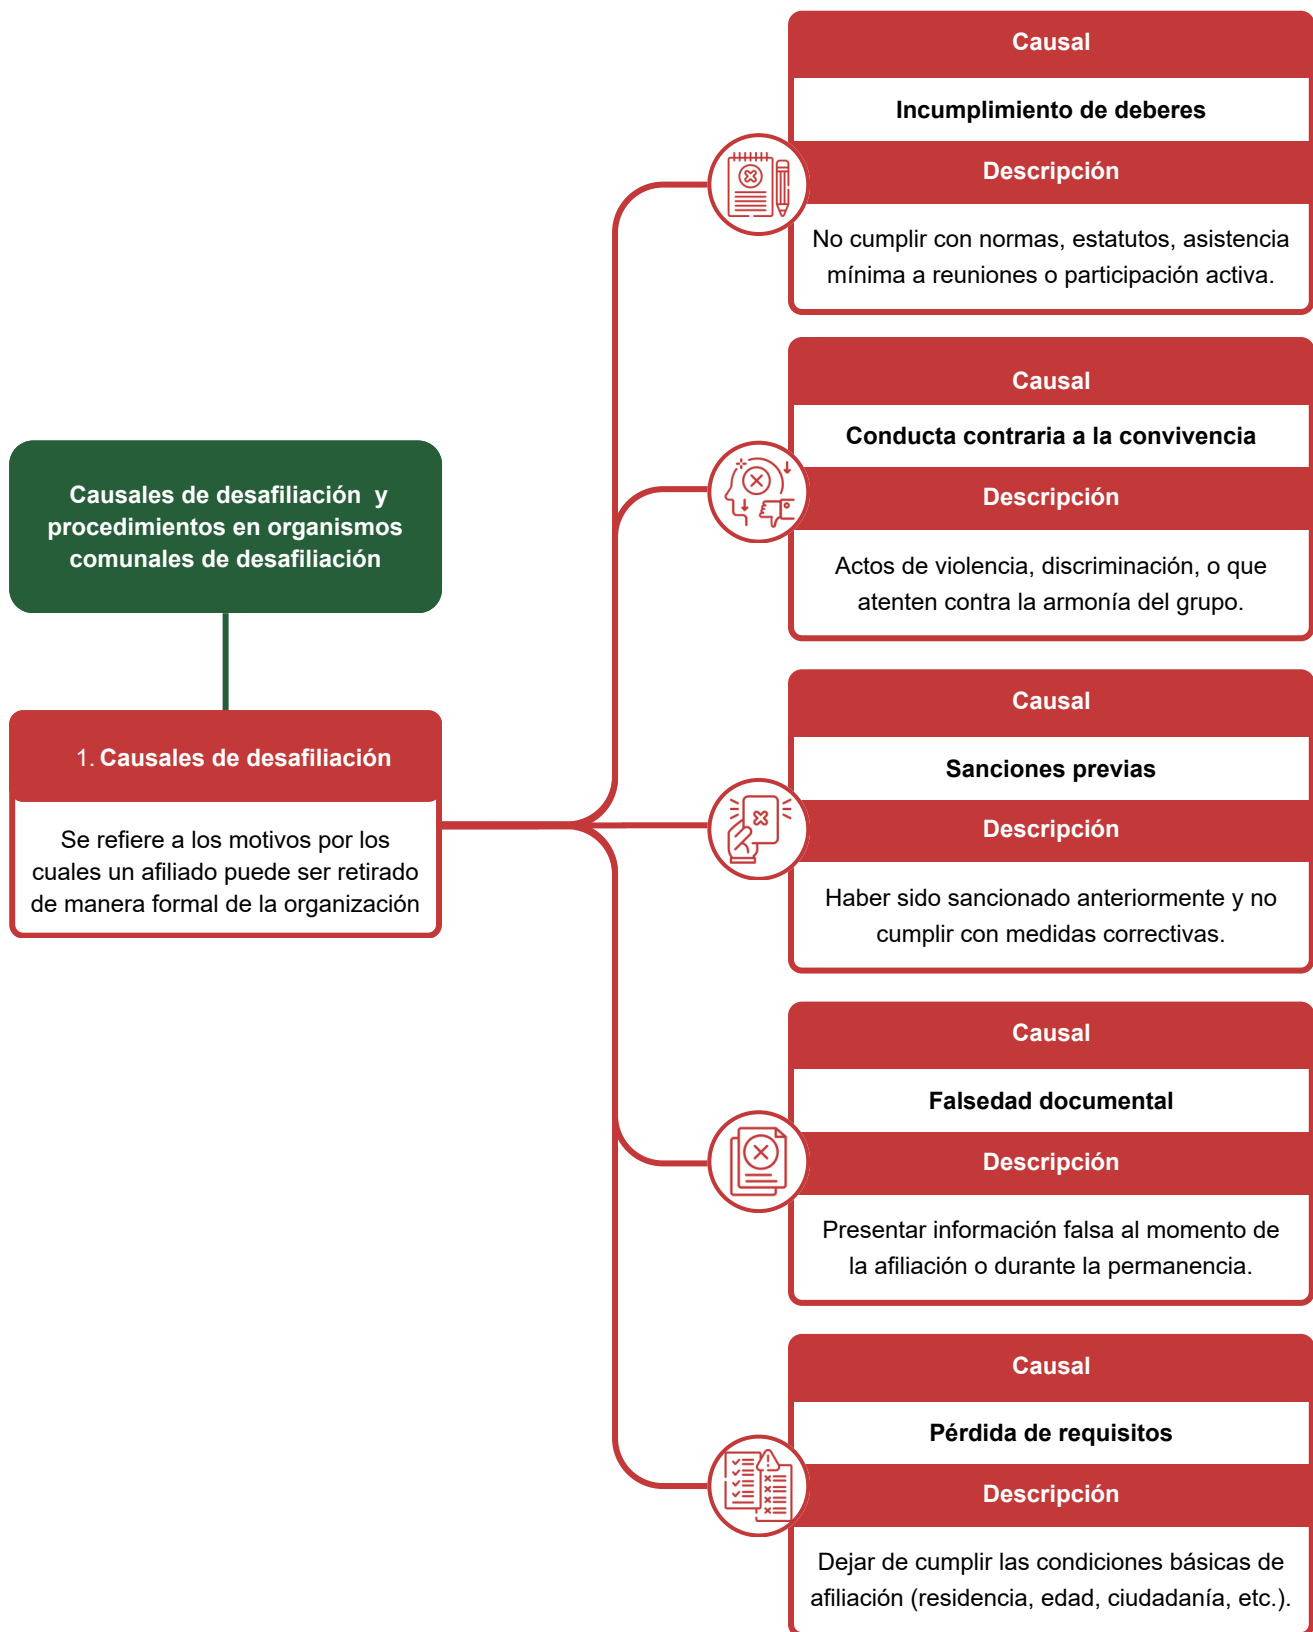 Causales de desafiliación y
procedimientos en organismos
comunales de desafiliación
1. Causales de desafiliación
Se refiere a los motivos por los
cuales un afiliado puede ser retirado
de manera formal de la organización
Causal
Incumplimiento de deberes
Descripción
No cumplir con normas, estatutos, asistencia
mínima a reuniones o participación activa.
Causal
Conducta contraria a la convivencia
Descripción
Actos de violencia, discriminación, o que
atenten contra la armonía del grupo.
Causal
Sanciones previas
Descripción
Haber sido sancionado anteriormente y no
cumplir con medidas correctivas.
Causal
Falsedad documental
Descripción
Presentar información falsa al momento de
la afiliación o durante la permanencia.
Causal
Pérdida de requisitos
Descripción
Dejar de cumplir las condiciones básicas de
afiliación (residencia, edad, ciudadanía, etc.).